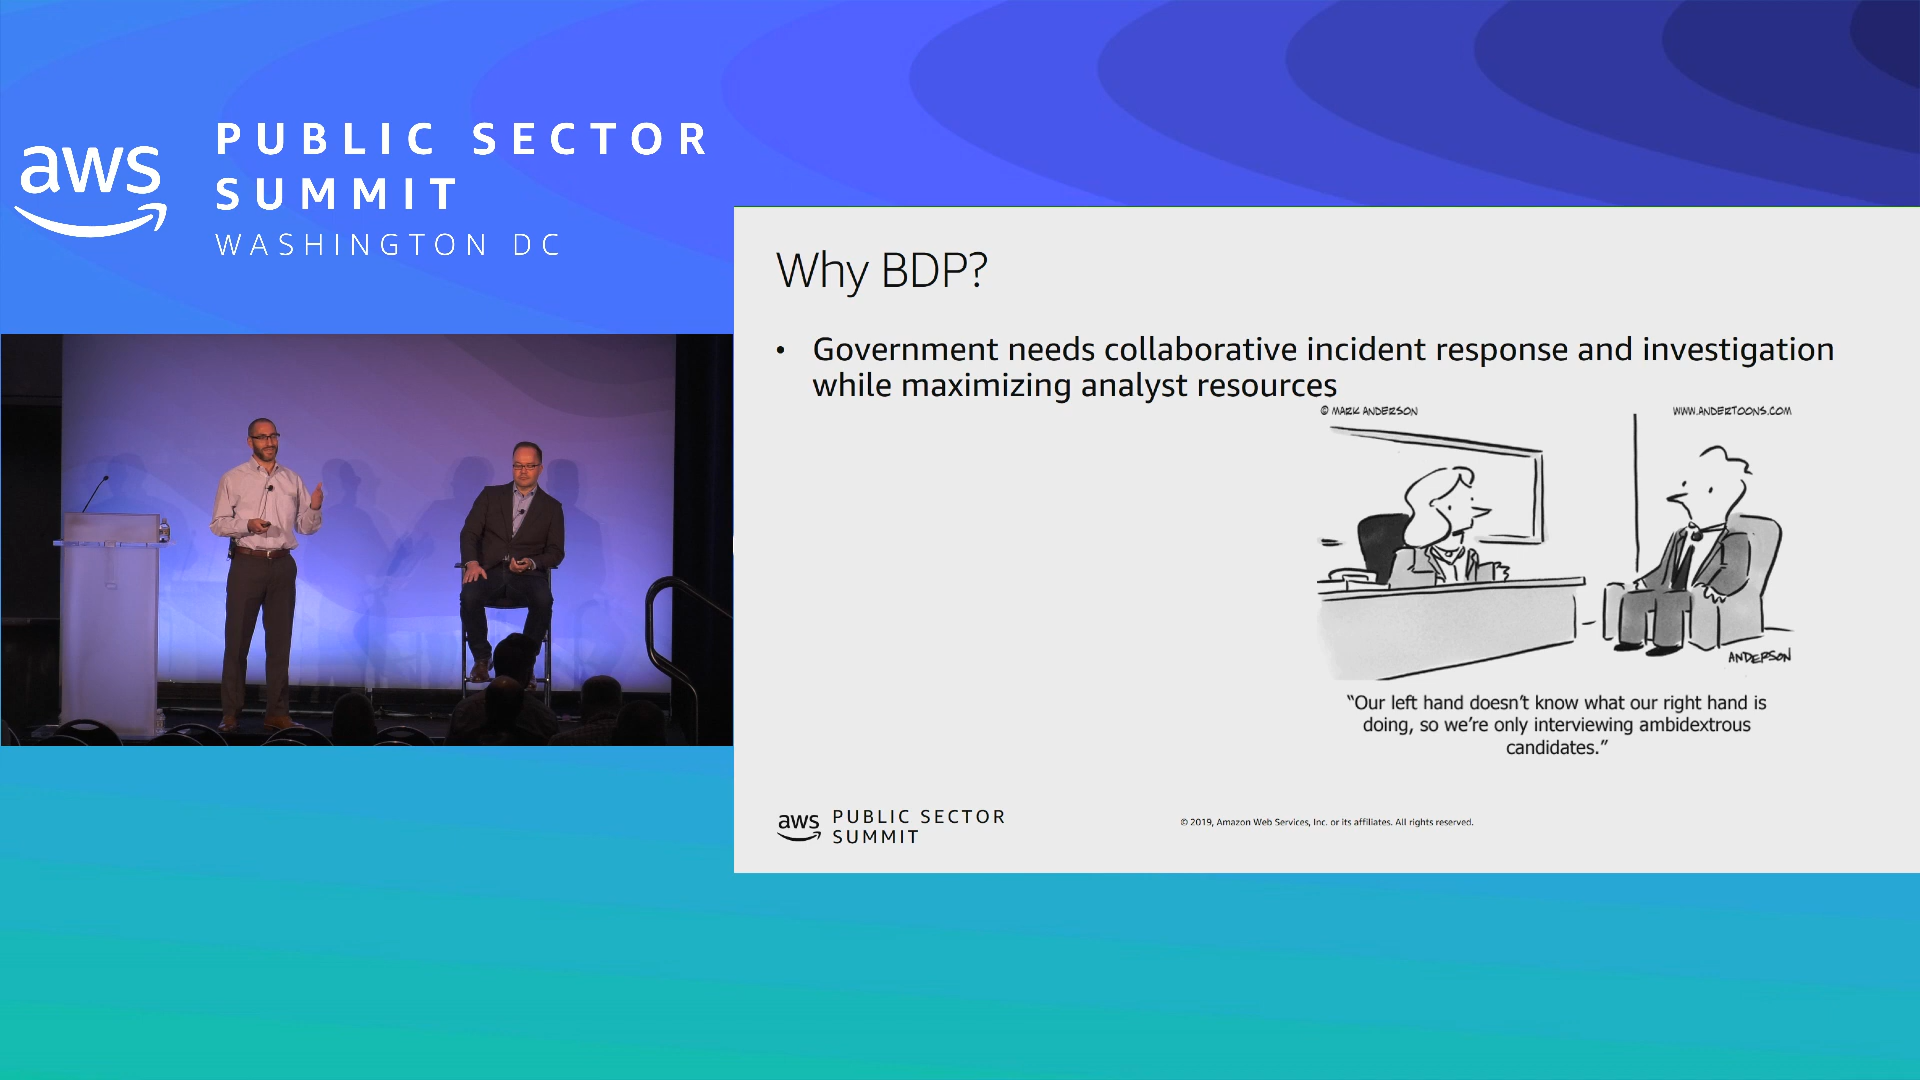 aws
PUBLIC SECTOR
SUMMIT
WASHINGTON DC
Why BDP?
• Government needs collaborative incident response and investigation
while maximizing analyst resources
© MARK ANDERSON
WWW.ANDERTOONS.COM
ANDERSON
“Our left hand doesn’t know what our right hand is
doing, so we’re only interviewing ambidextrous
candidates.”
aws
PUBLIC SECTOR
SUMMIT
© 2019, Amazon Web Services, Inc. or its affiliates. All rights reserved.